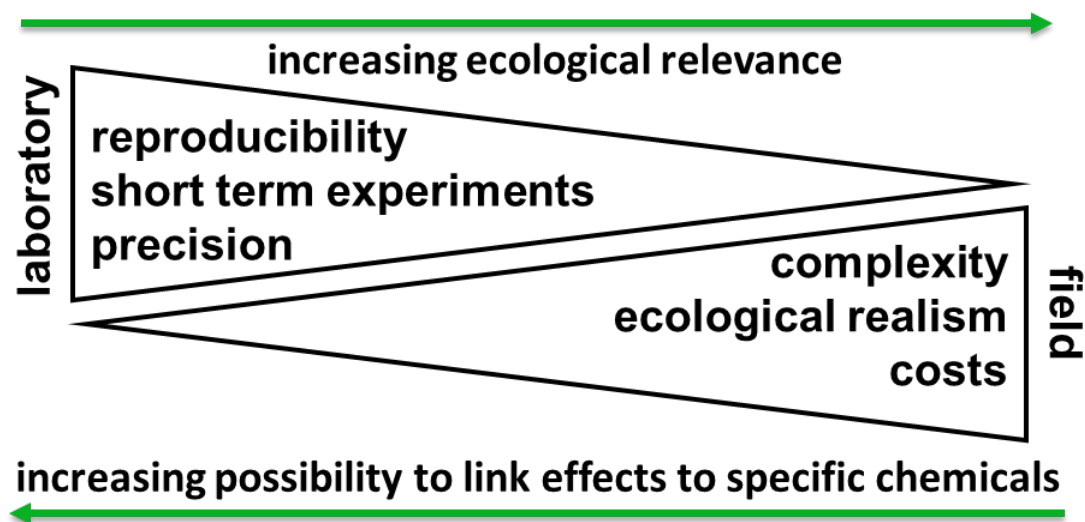 increasing ecological relevance
laboratory
reproducibility
short term experiments
precision
complexity
ecological realism
costs
field
increasing possibility to link effects to specific chemicals